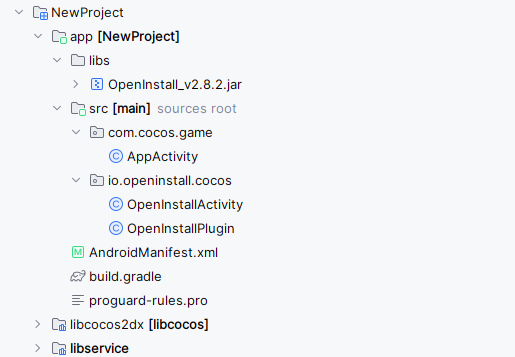 NewProject
app [NewProject]
libs
OpenInstall_v2.8.2.jar
src [main] sources root
com.cocos.game
AppActivity
io.openinstall.cocos
OpenInstallActivity
OpenInstallPlugin
AndroidManifest.xml
build.gradle
proguard-rules.pro
libcocos2dx [libcocos]
libservice